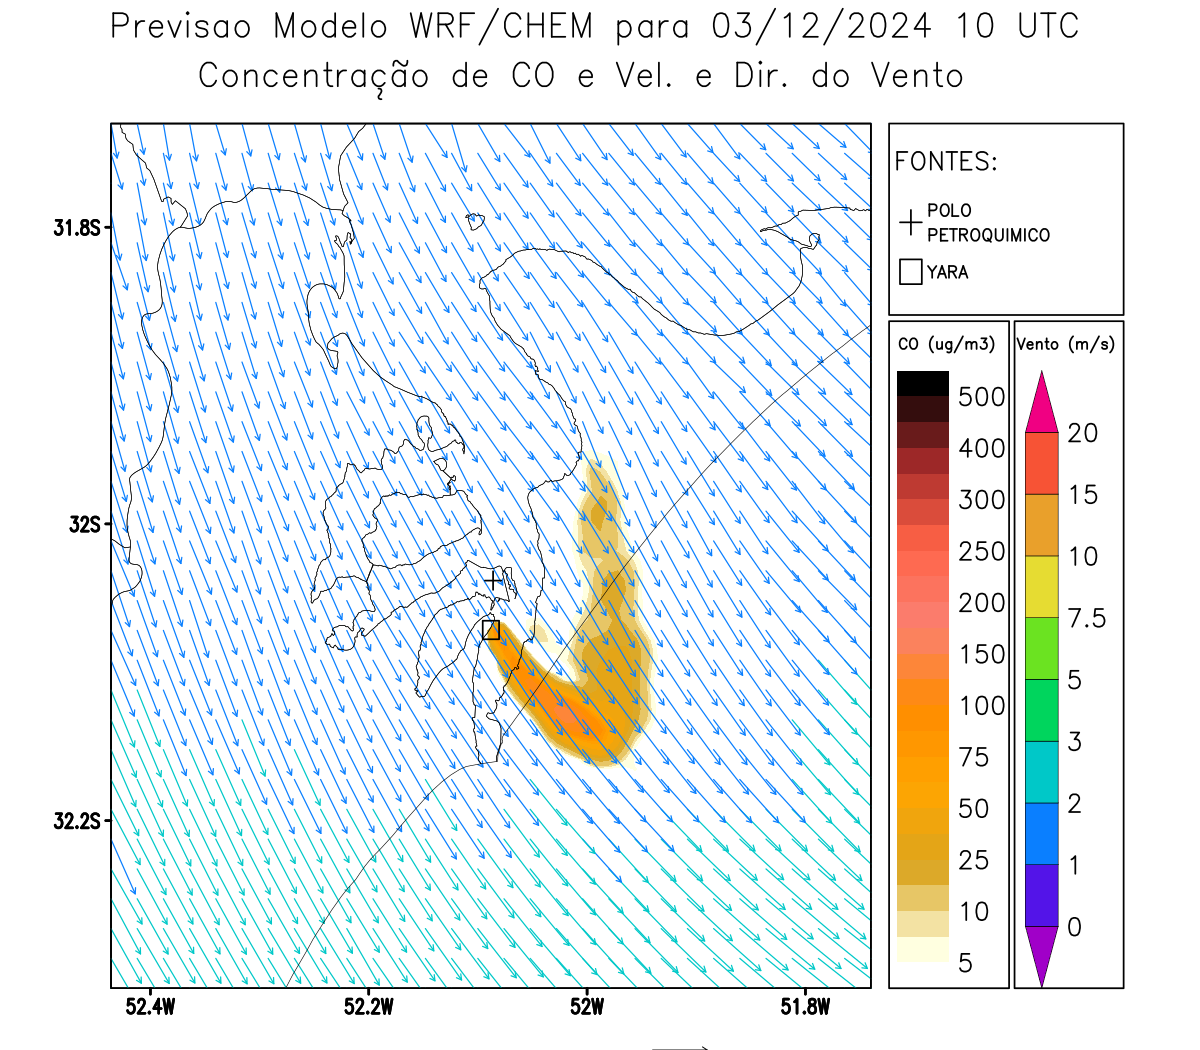 Previsao Modelo WRF/CHEM para 03/12/2024 10 UTC
Concentração de CO e Vel. e Dir. do Vento
31.8S
32S
32.2S
52.4W
52.2W
52W
51.8W
FONTES:
POLO
PETROQUIMICO
YARA
CO (ug/m3)
500
400
300
250
200
150
100
75
50
25
10
5
Vento (m/s)
20
15
10
7.5
5
3
2
1
0